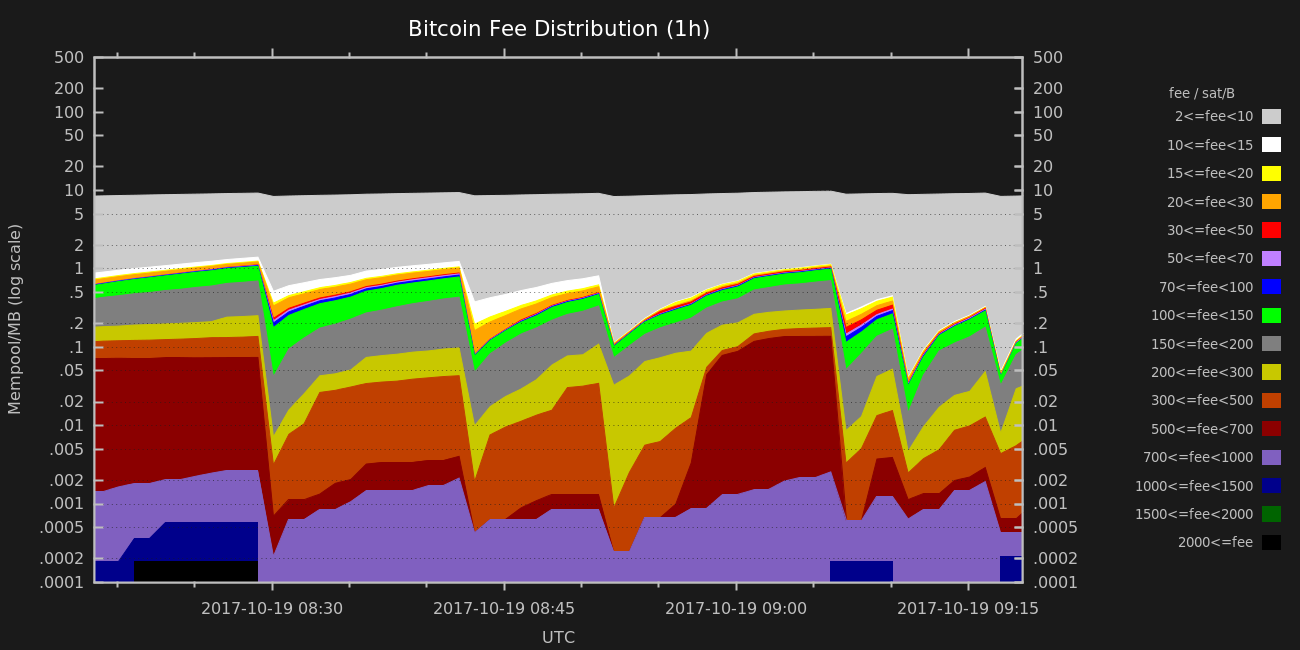 Bitcoin Fee Distribution (1h)
Mempool/MB (log scale)
500
200
100
50
20
10
5
2
1
.5
.2
.1
.05
.02
.01
.005
.002
.001
.0005
.0002
.0001
500
200
100
50
20
10
5
2
1
.5
.2
.1
.05
.02
.01
.005
.002
.001
.0005
.0002
.0001
2017-10-19 08:30
2017-10-19 08:45
2017-10-19 09:00
2017-10-19 09:15
UTC
fee / sat/B
2<=fee<10
10<=fee<15
15<=fee<20
20<=fee<30
30<=fee<50
50<=fee<70
70<=fee<100
100<=fee<150
150<=fee<200
200<=fee<300
300<=fee<500
500<=fee<700
700<=fee<1000
1000<=fee<1500
1500<=fee<2000
2000<=fee